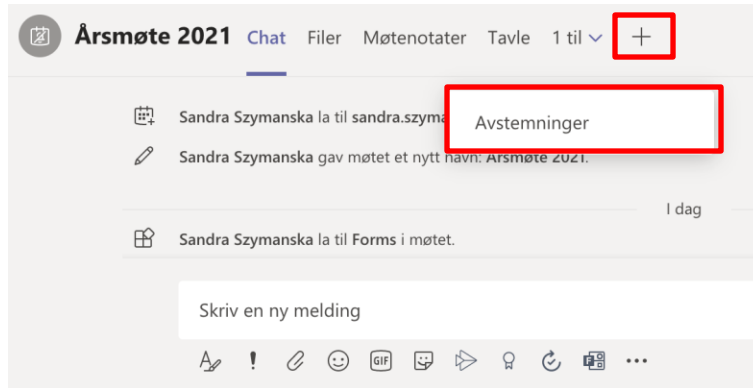 Årsmøte 2021 Chat Filer Møtenotater Tavle 1 til
Sandra Szymanska la til sandra.szyma
Avstemninger
Sandra Szymanska gav møtet et nytt navn: Årsmøte 2021.
I dag
Sandra Szymanska la til Forms i møtet.
Skriv en ny melding
GIF